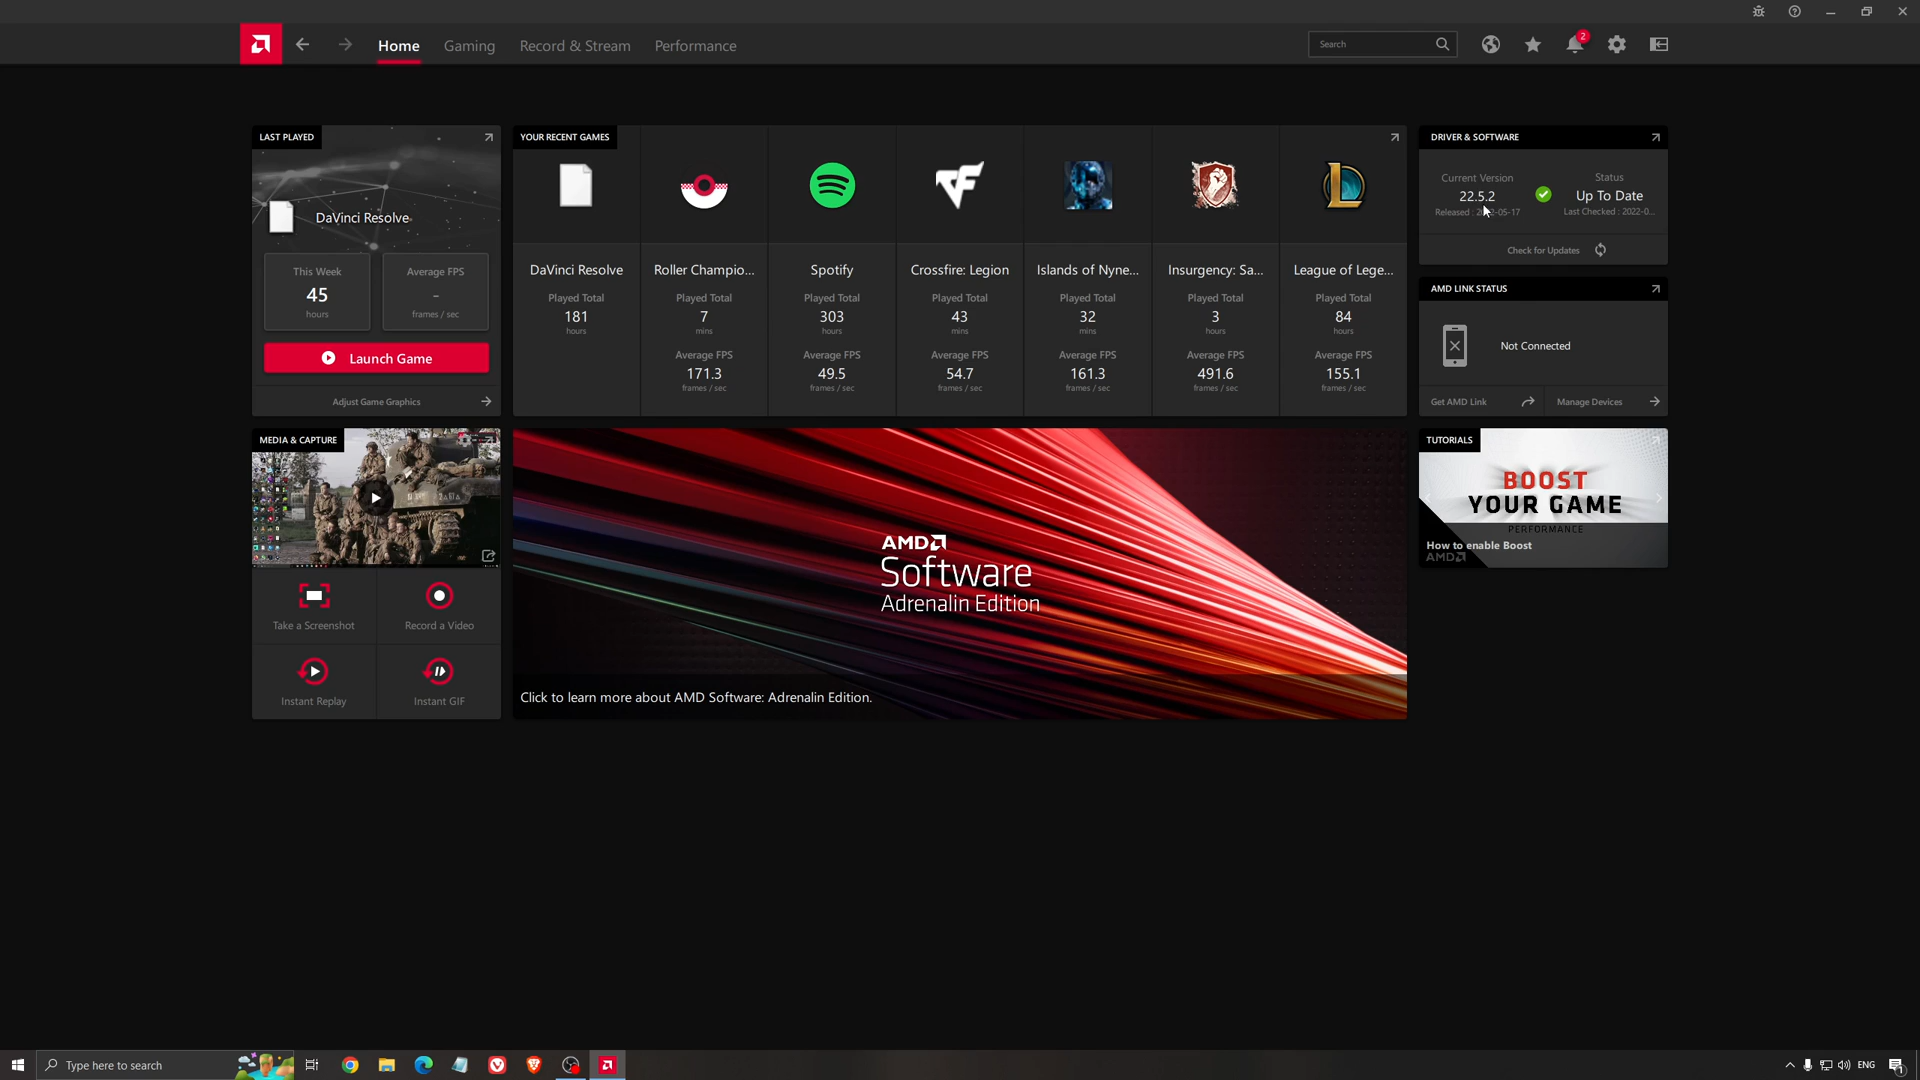 Home
Gaming
Record & Stream
Performance
Search
2
LAST PLAYED
DaVinci Resolve
This Week
45
hours
Average FPS
–
frames / sec
Launch Game
Adjust Game Graphics
YOUR RECENT GAMES
DaVinci Resolve
Played Total
181
hours
Roller Champio...
Played Total
7
mins
Average FPS
171.3
frames / sec
Spotify
Played Total
303
hours
Average FPS
49.5
frames / sec
Crossfire: Legion
Played Total
43
mins
Average FPS
54.7
frames / sec
Islands of Nyne...
Played Total
32
mins
Average FPS
161.3
frames / sec
Insurgency: Sa...
Played Total
3
hours
Average FPS
491.6
frames / sec
League of Lege...
Played Total
84
hours
Average FPS
155.1
frames / sec
DRIVER & SOFTWARE
Current Version
22.5.2
Status
Up To Date
Last Checked : 2022-0...
Check for Updates
AMD LINK STATUS
Not Connected
Get AMD Link
Manage Devices
MEDIA & CAPTURE
Take a Screenshot
Record a Video
Instant Replay
Instant GIF
AMD
Software
Adrenalin Edition
Click to learn more about AMD Software: Adrenalin Edition.
TUTORIALS
BOOST
YOUR GAME
PERFORMANCE
How to enable Boost
AMD
Type here to search
ENG
1